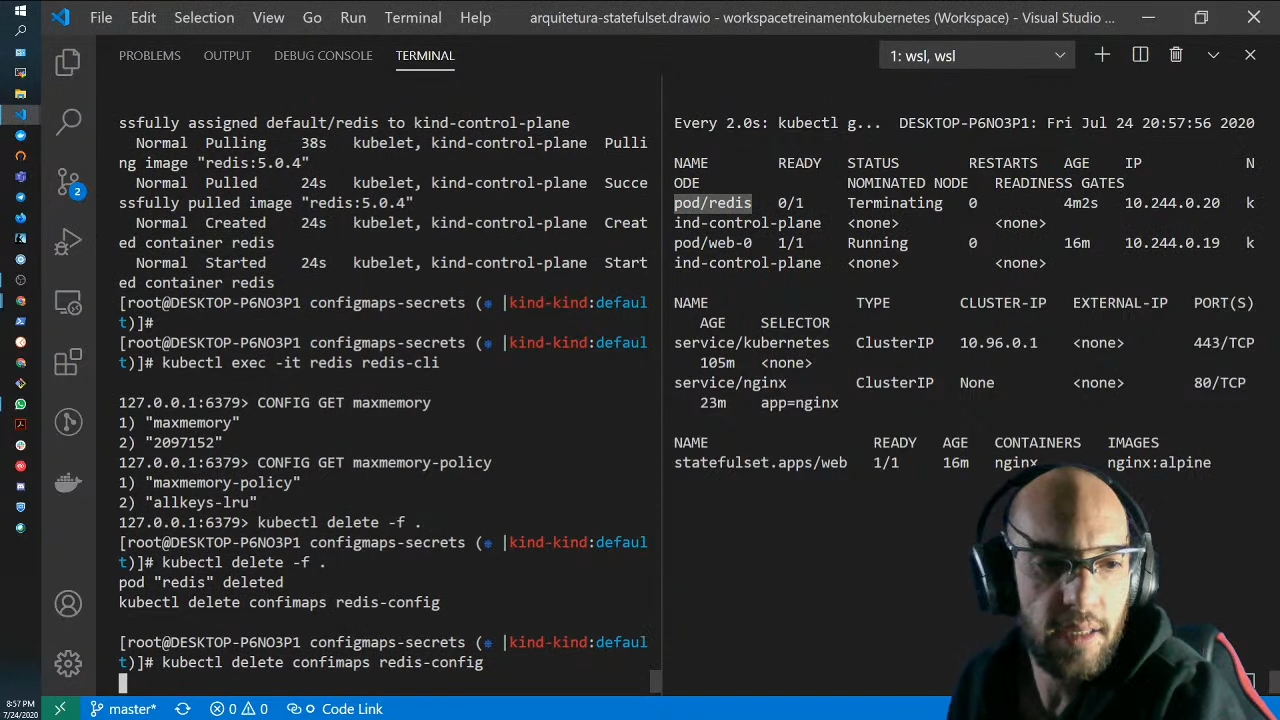 File Edit Selection View Go Run Terminal Help
arquitetura-statefulset.drawio - workspacetreinamentokubernetes (Workspace) - Visual Studio ...
PROBLEMS OUTPUT DEBUG CONSOLE TERMINAL
1: wsl, wsl
ssfully assigned default/redis to kind-control-plane
Normal Pulling 38s kubelet, kind-control-plane Pulli
ng image "redis:5.0.4"
Normal Pulled 24s kubelet, kind-control-plane Succe
ssfully pulled image "redis:5.0.4"
Normal Created 24s kubelet, kind-control-plane Creat
ed container redis
Normal Started 24s kubelet, kind-control-plane Start
ed container redis
[root@DESKTOP-P6NO3P1 configmaps-secrets (⎈ |kind-kind:defaul
t)]#
[root@DESKTOP-P6NO3P1 configmaps-secrets (⎈ |kind-kind:defaul
t)]# kubectl exec -it redis redis-cli
127.0.0.1:6379> CONFIG GET maxmemory
1) "maxmemory"
2) "2097152"
127.0.0.1:6379> CONFIG GET maxmemory-policy
1) "maxmemory-policy"
2) "allkeys-lru"
127.0.0.1:6379> kubectl delete -f .
[root@DESKTOP-P6NO3P1 configmaps-secrets (⎈ |kind-kind:defaul
t)]# kubectl delete -f .
pod "redis" deleted
kubectl delete confimaps redis-config
[root@DESKTOP-P6NO3P1 configmaps-secrets (⎈ |kind-kind:defaul
t)]# kubectl delete confimaps redis-config
Every 2.0s: kubectl g... DESKTOP-P6NO3P1: Fri Jul 24 20:57:56 2020
NAME READY STATUS RESTARTS AGE IP N
ODE NOMINATED NODE READINESS GATES
pod/redis 0/1 Terminating 0 4m2s 10.244.0.20 k
ind-control-plane <none> <none>
pod/web-0 1/1 Running 0 16m 10.244.0.19 k
ind-control-plane <none> <none>
NAME TYPE CLUSTER-IP EXTERNAL-IP PORT(S)
AGE SELECTOR
service/kubernetes ClusterIP 10.96.0.1 <none> 443/TCP
105m <none>
service/nginx ClusterIP None <none> 80/TCP
23m app=nginx
NAME READY AGE CONTAINERS IMAGES
statefulset.apps/web 1/1 16m nginx nginx:alpine
2
8:57 PM
7/24/2020
master* 0 0 Code Link